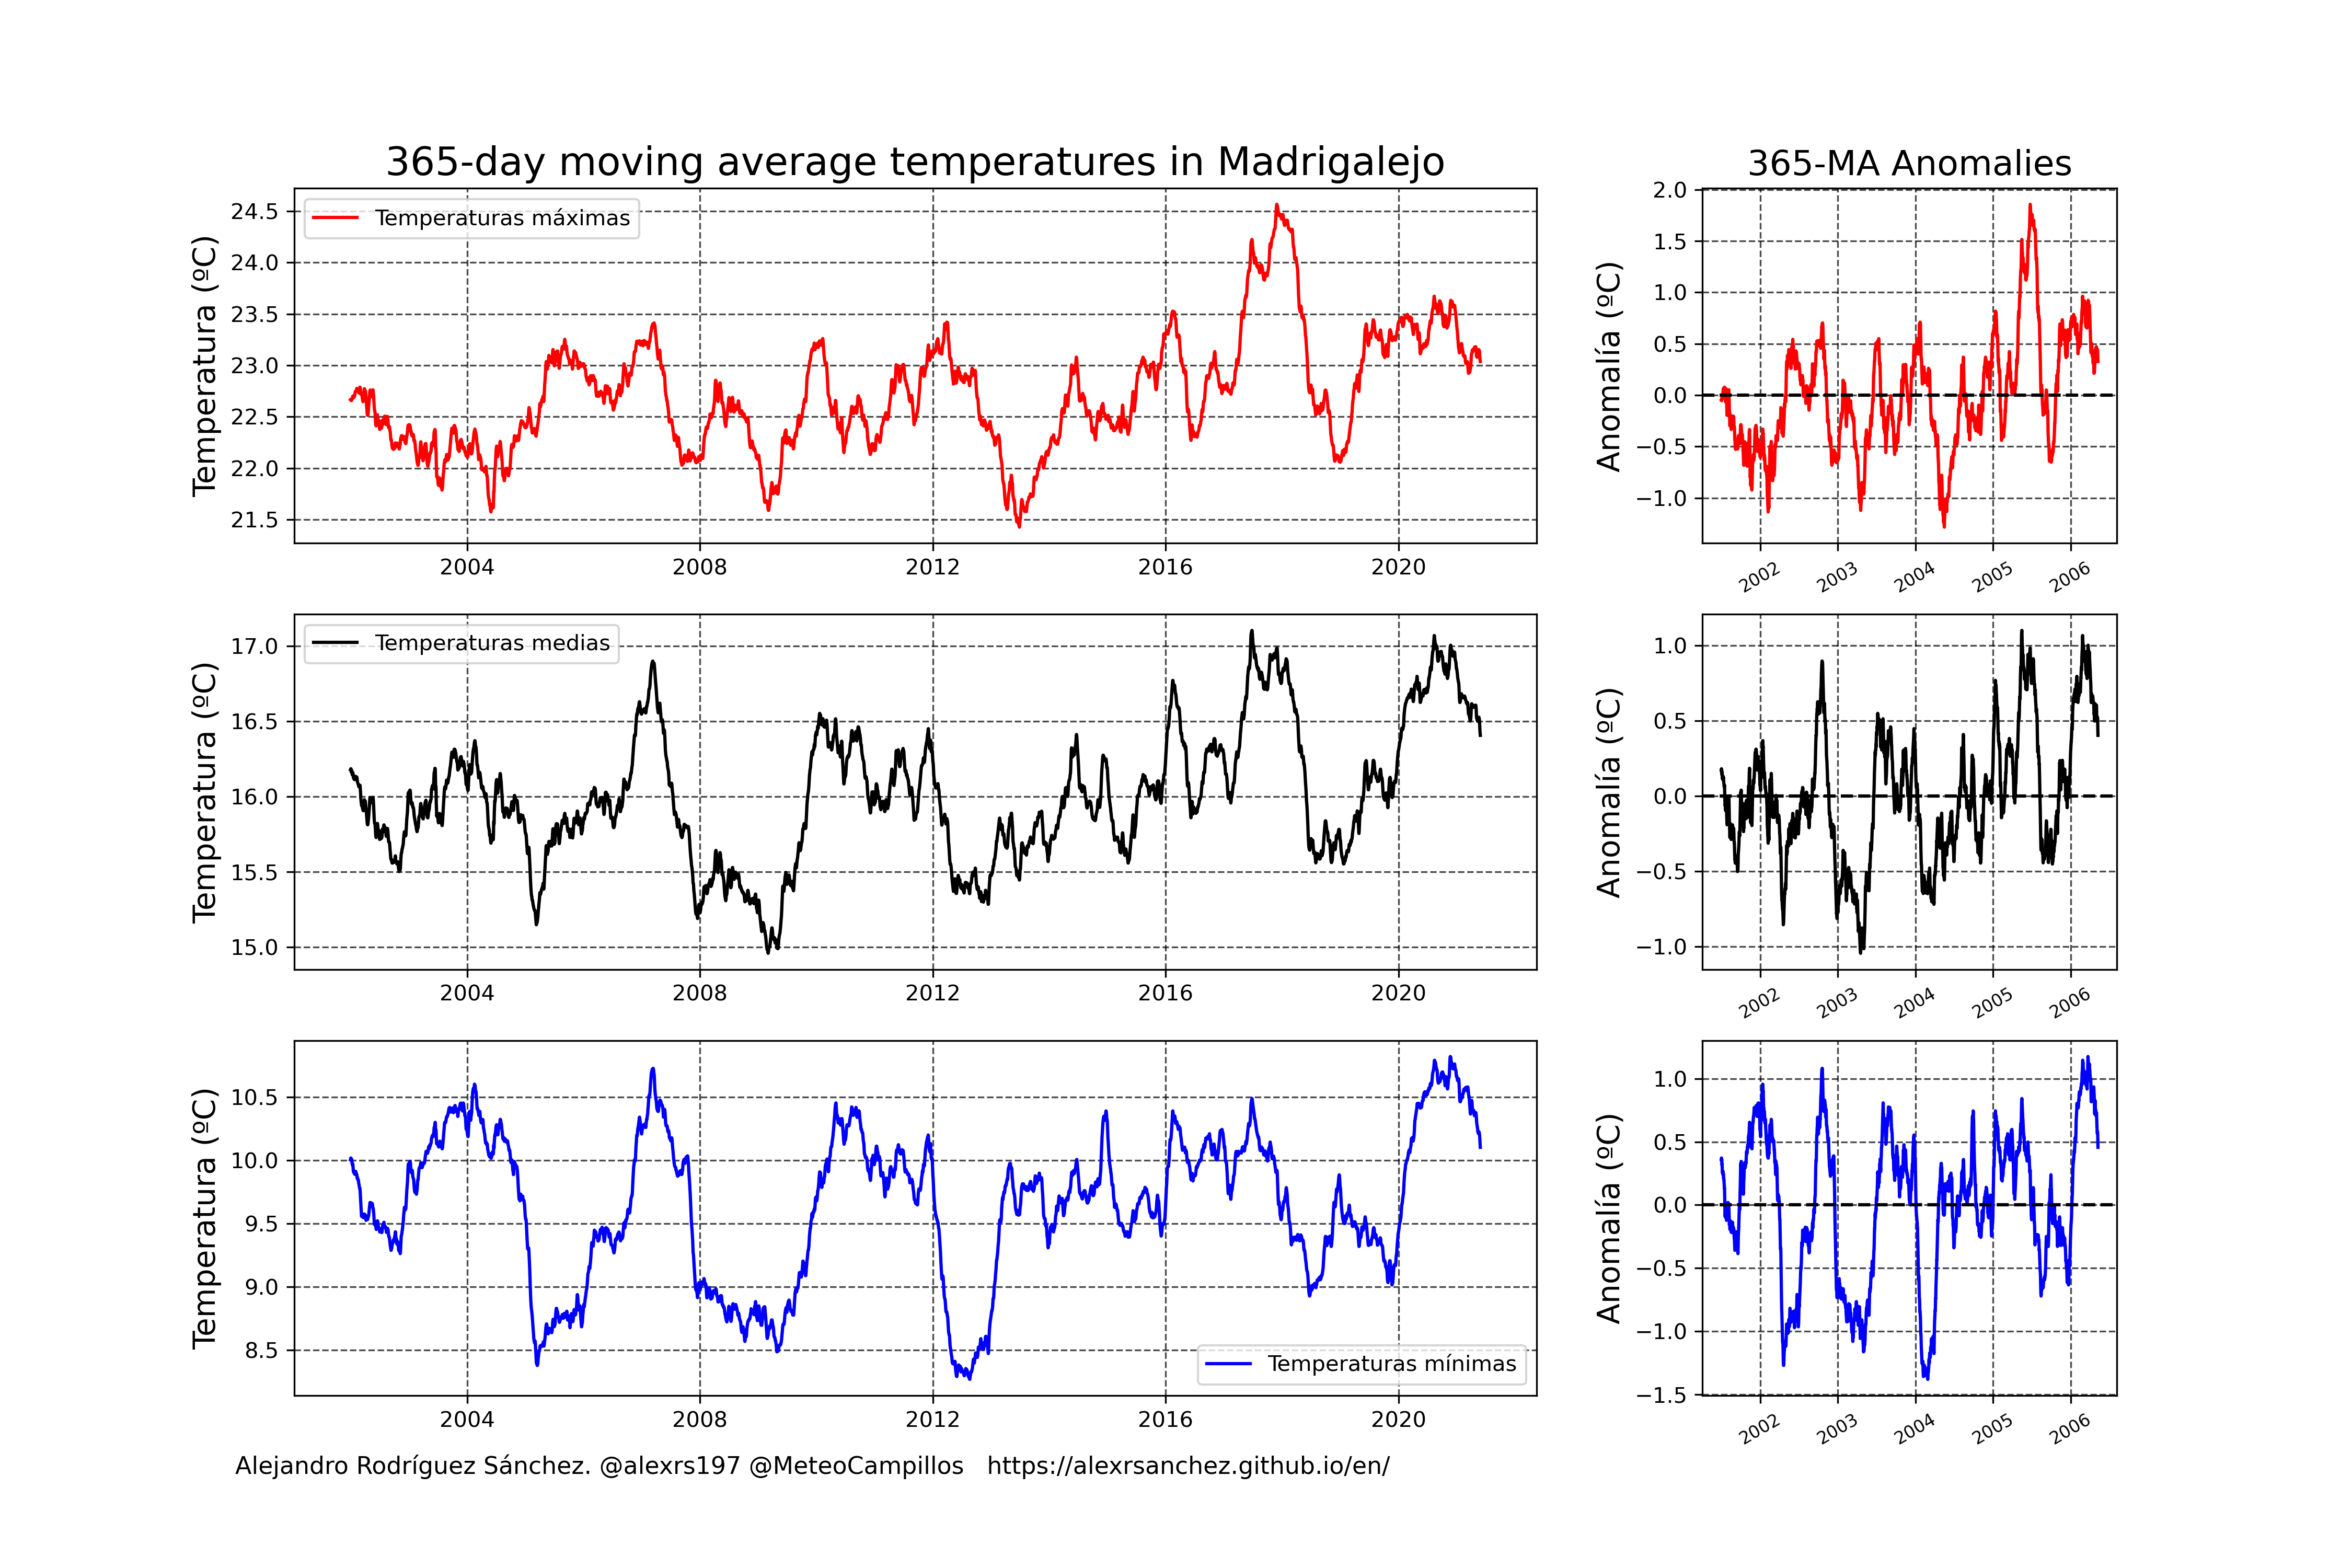 365-day moving average temperatures in Madrigalejo
365-MA Anomalies
Temperatura (ºC)
24.5
24.0
23.5
23.0
22.5
22.0
21.5
Temperaturas máximas
2004 2008 2012 2016 2020
Anomalía (ºC)
2.0
1.5
1.0
0.5
0.0
−0.5
−1.0
2002 2003 2004 2005 2006
Temperatura (ºC)
17.0
16.5
16.0
15.5
15.0
Temperaturas medias
2004 2008 2012 2016 2020
Anomalía (ºC)
1.0
0.5
0.0
−0.5
−1.0
2002 2003 2004 2005 2006
Temperatura (ºC)
10.5
10.0
9.5
9.0
8.5
Temperaturas mínimas
2004 2008 2012 2016 2020
Anomalía (ºC)
1.0
0.5
0.0
−0.5
−1.0
−1.5
2002 2003 2004 2005 2006
Alejandro Rodríguez Sánchez. @alexrs197 @MeteoCampillos https://alexrsanchez.github.io/en/